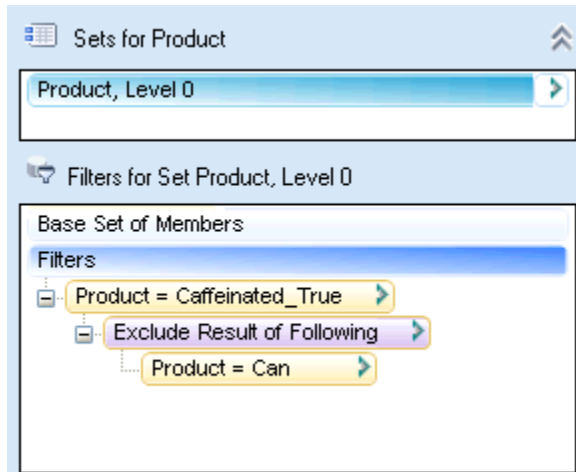 Sets for Product
Product, Level 0
Filters for Set Product, Level 0
Base Set of Members
Filters
Product = Caffeinated_True
Exclude Result of Following
Product = Can